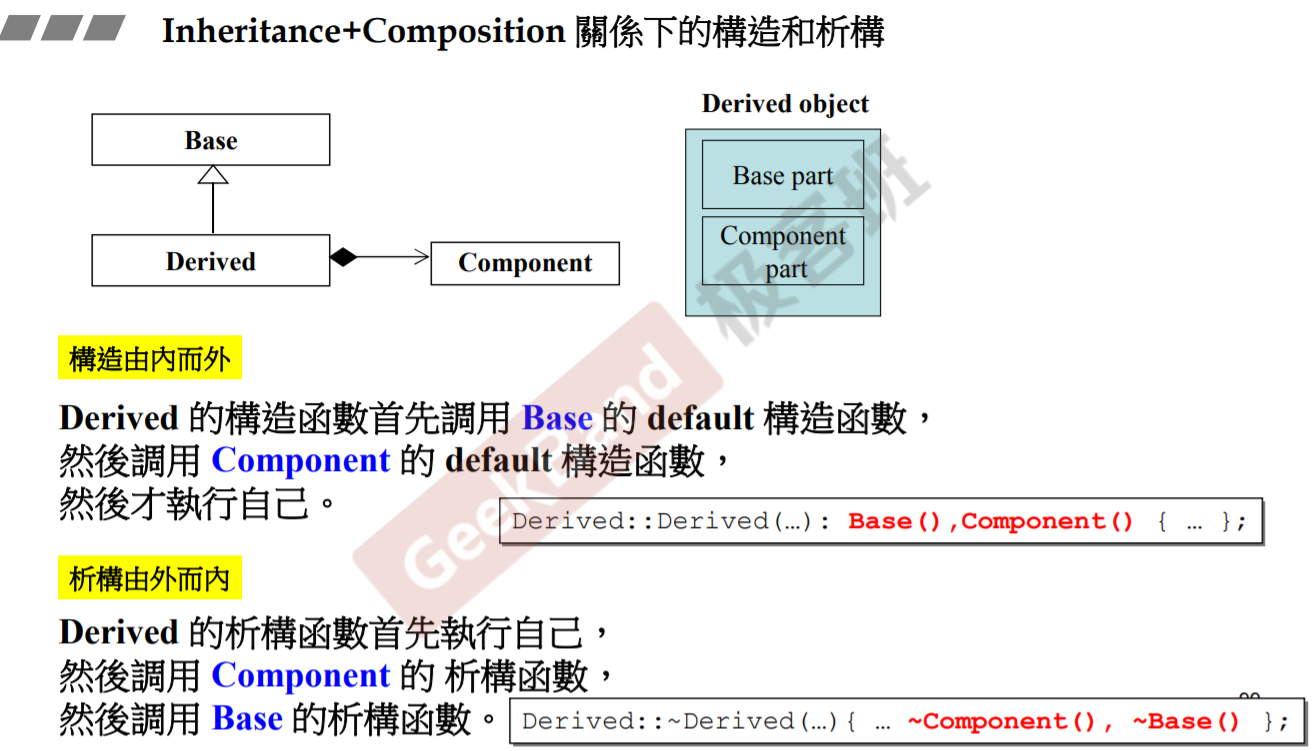 Inheritance+Composition 關係下的構造和析構
Derived object
Base
Base part
Derived
Component
Component
part
構造由內而外
Derived 的構造函數首先調用 Base 的 default 構造函數，
然後調用 Component 的 default 構造函數，
然後才執行自己。
Derived::Derived(…): Base(),Component() { … };
析構由外而內
Derived 的析構函數首先執行自己，
然後調用 Component 的 析構函數，
然後調用 Base 的析構函數。
Derived::~Derived(…){ … ~Component(), ~Base() };
GeekBand 极客班